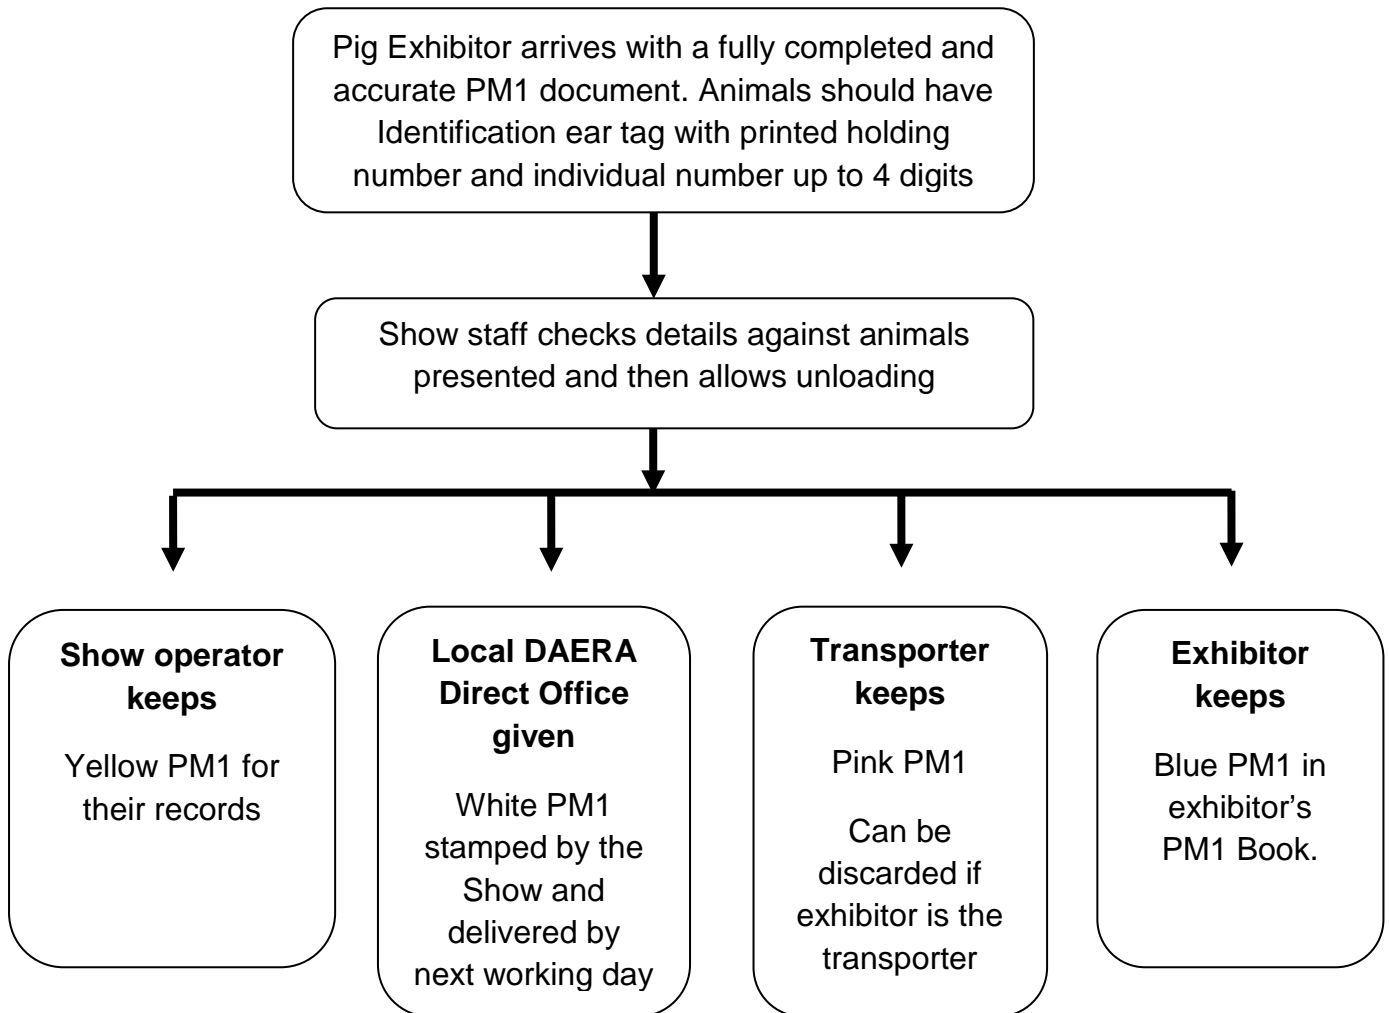 Pig Exhibitor arrives with a fully completed and
accurate PM1 document. Animals should have
Identification ear tag with printed holding
number and individual number up to 4 digits
Show staff checks details against animals
presented and then allows unloading
Show operator
keeps
Yellow PM1 for
their records
Local DAERA
Direct Office
given
White PM1
stamped by the
Show and
delivered by
next working day
Transporter
keeps
Pink PM1
Can be
discarded if
exhibitor is the
transporter
Exhibitor
keeps
Blue PM1 in
exhibitor’s
PM1 Book.